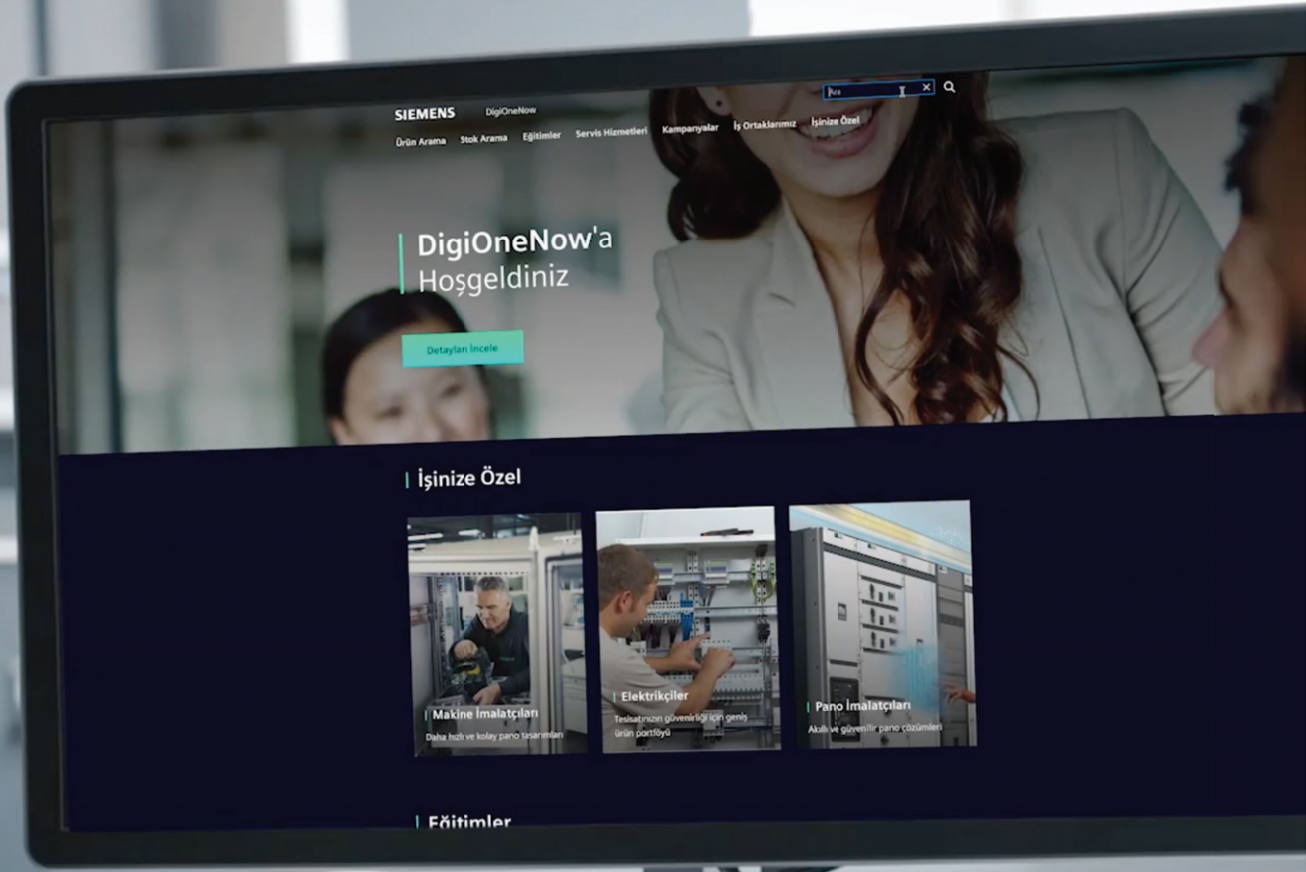 Ara
SIEMENS DigiOneNow
Ürün Arama Stok Arama Eğitimler Servis Hizmetleri Kampanyalar İş Ortaklarımız İşinize Özel
DigiOneNow'a
Hoşgeldiniz
Detayları İncele
İşinize Özel
Makine İmalatçıları
Daha hızlı ve kolay pano tasarımları
Elektrikçiler
Tesisatınızın güvenirliği için geniş
ürün portföyü
Pano İmalatçıları
Akıllı ve güvenilir pano çözümleri
Eğitimler